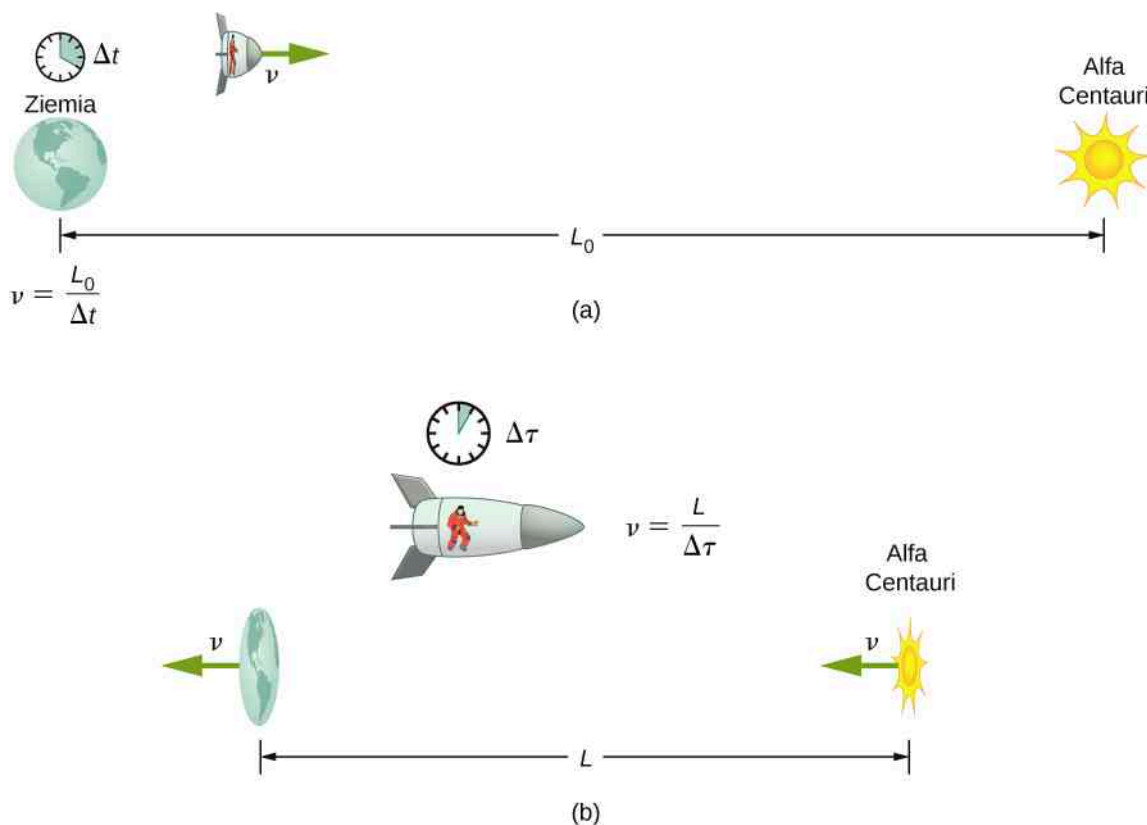 Δt
ν
Ziemia
Alfa
Centauri
L₀
ν = L₀ / Δt
(a)
Δτ
ν = L / Δτ
Alfa
Centauri
ν
ν
L
(b)